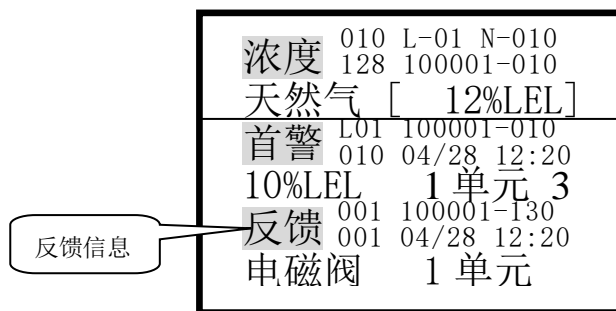 浓度 010 L-01 N-010
128 100001-010
天然气 [ 12%LEL]
首警 L01 100001-010
010 04/28 12:20
10%LEL 1单元 3
反馈 001 100001-130
001 04/28 12:20
电磁阀 1单元
反馈信息